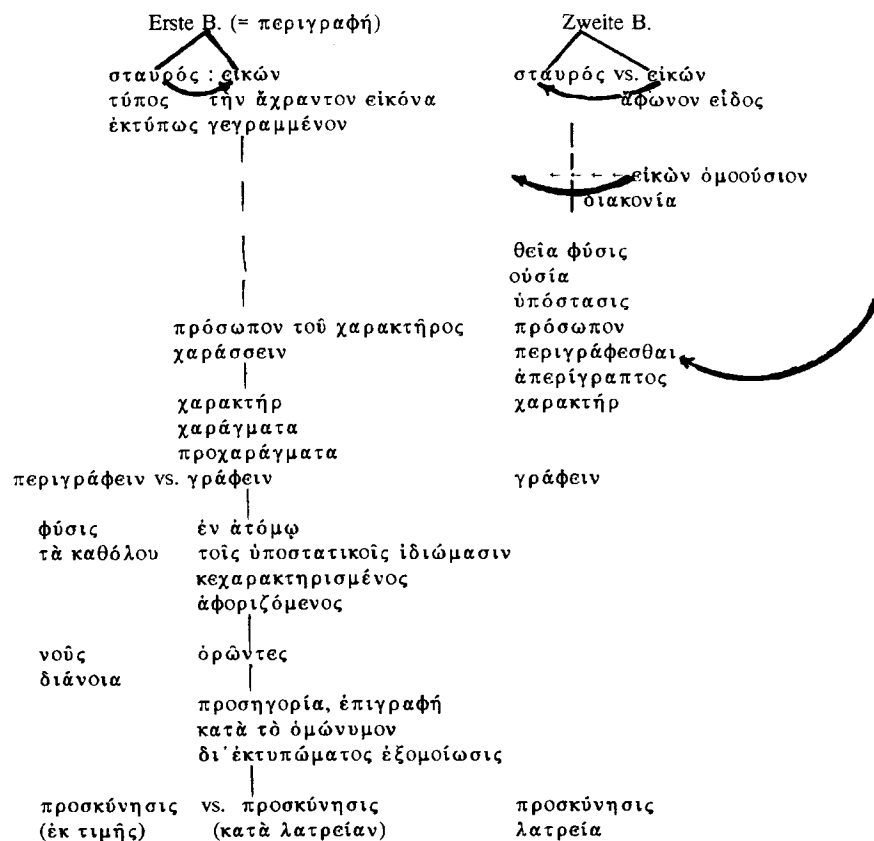 Erste B. (= περιγραφή) Zweite B.
σταυρός : εἰκών σταυρός vs. εἰκών
τύπος τὴν ἄχραντον εἰκόνα ἄφωνον εἶδος
ἐκτύπως γεγραμμένον
εἰκὼν ὁμοούσιον
διακονία
θεῖα φύσις
οὐσία
ὑπόστασις
πρόσωπον τοῦ χαρακτῆρος πρόσωπον
χαράσσειν περιγράφεσθαι
ἀπερίγραπτος
χαρακτήρ χαρακτήρ
χαράγματα
προχαράγματα
περιγράφειν vs. γράφειν γράφειν
φύσις ἐν ἀτόμῳ
τὰ καθόλου τοῖς ὑποστατικοῖς ἰδιώμασιν
κεχαρακτηρισμένος
ἀφοριζόμενος
νοῦς ὁρῶντες
διάνοια
προσηγορία, ἐπιγραφή
κατὰ τὸ ὁμώνυμον
δι᾽ ἐκτυπώματος ἐξομοίωσις
προσκύνησις vs. προσκύνησις προσκύνησις
(ἐκ τιμῆς) (κατὰ λατρείαν) λατρεία